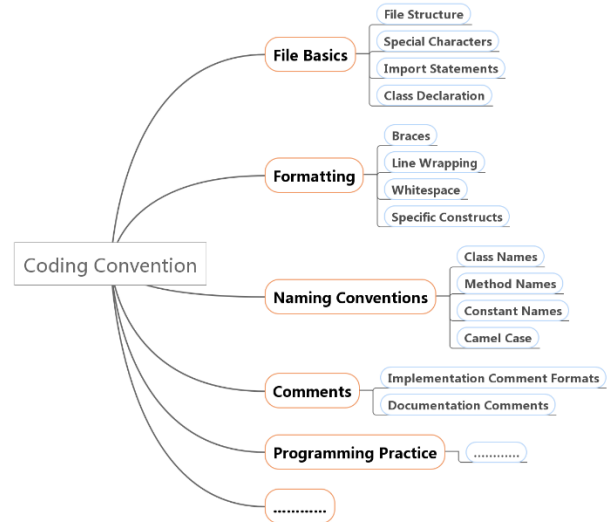 Coding Convention
File Basics
File Structure
Special Characters
Import Statements
Class Declaration
Formatting
Braces
Line Wrapping
Whitespace
Specific Constructs
Naming Conventions
Class Names
Method Names
Constant Names
Camel Case
Comments
Implementation Comment Formats
Documentation Comments
Programming Practice
............
............